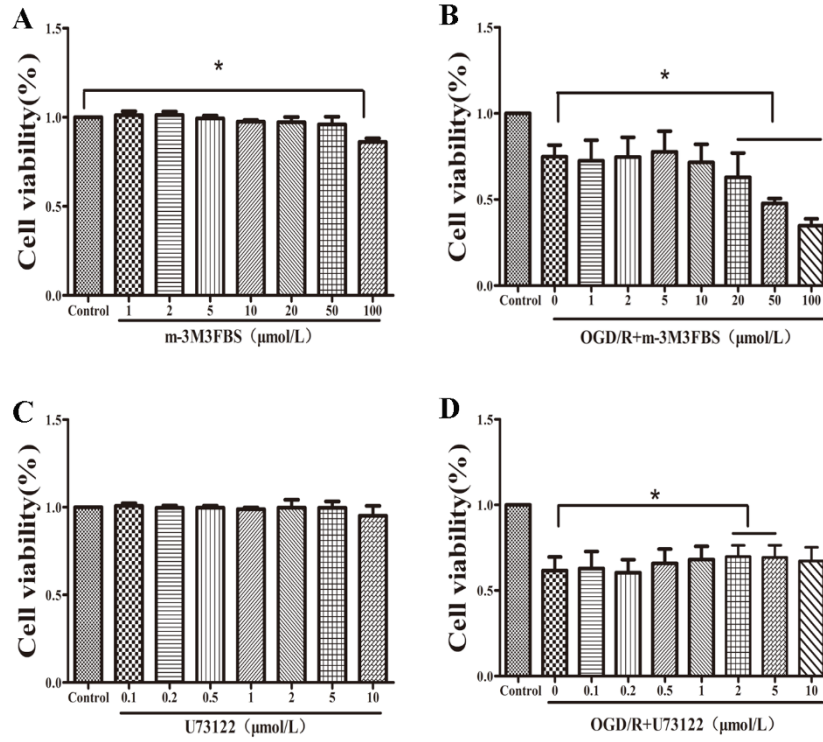 A
Cell viability(%)
1.5
1.0
0.5
0.0
*
Control 1 2 5 10 20 50 100
m-3M3FBS（μmol/L）
B
Cell viability(%)
1.5
1.0
0.5
0.0
*
Control 0 1 2 5 10 20 50 100
OGD/R+m-3M3FBS（μmol/L）
C
Cell viability(%)
1.5
1.0
0.5
0.0
Control 0.1 0.2 0.5 1 2 5 10
U73122（μmol/L）
D
Cell viability(%)
1.5
1.0
0.5
0.0
*
Control 0 0.1 0.2 0.5 1 2 5 10
OGD/R+U73122（μmol/L）